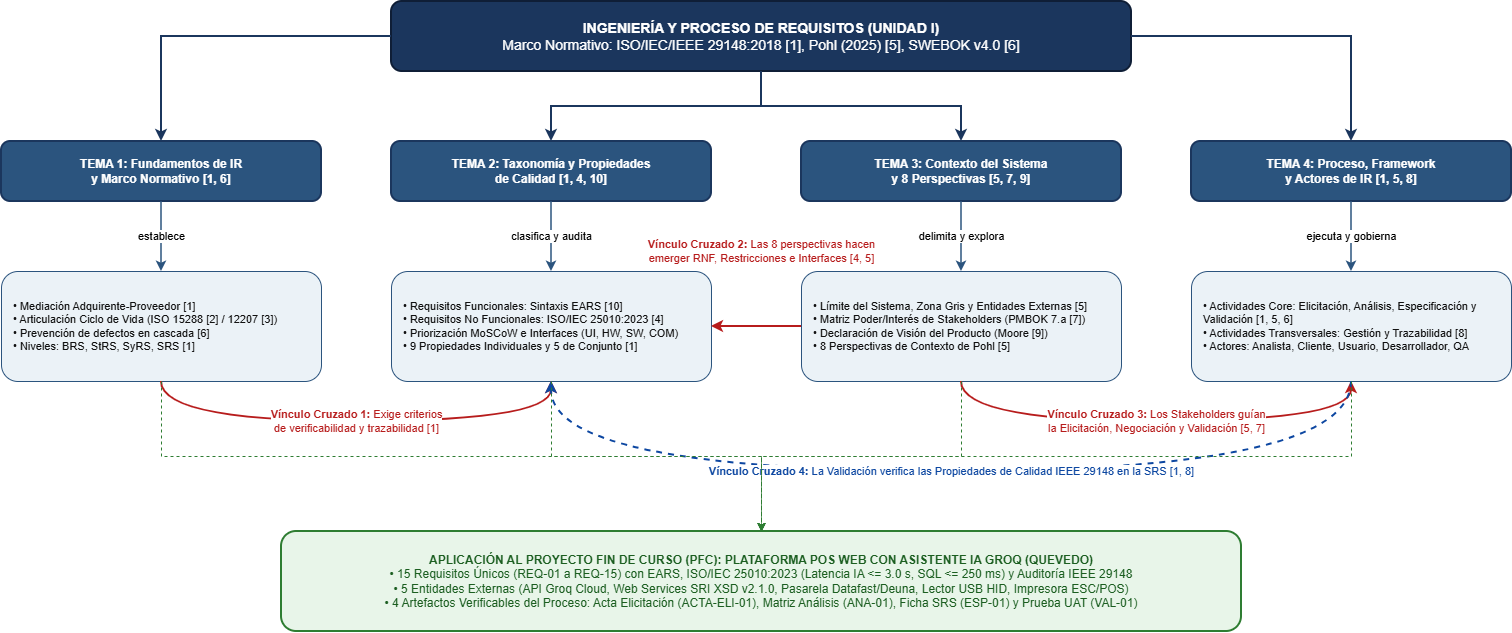 INGENIERÍA Y PROCESO DE REQUISITOS (UNIDAD I)
Marco Normativo: ISO/IEC/IEEE 29148:2018 [1], Pohl (2025) [5], SWEBOK v4.0 [6]
TEMA 1: Fundamentos de IR
y Marco Normativo [1, 6]
TEMA 2: Taxonomía y Propiedades
de Calidad [1, 4, 10]
TEMA 3: Contexto del Sistema
y 8 Perspectivas [5, 7, 9]
TEMA 4: Proceso, Framework
y Actores de IR [1, 5, 8]
establece
clasifica y audita
delimita y explora
ejecuta y gobierna
Vínculo Cruzado 2: Las 8 perspectivas hacen
emerger RNF, Restricciones e Interfaces [4, 5]
• Mediación Adquirente-Proveedor [1]
• Articulación Ciclo de Vida (ISO 15288 [2] / 12207 [3])
• Prevención de defectos en cascada [6]
• Niveles: BRS, StRS, SyRS, SRS [1]
• Requisitos Funcionales: Sintaxis EARS [10]
• Requisitos No Funcionales: ISO/IEC 25010:2023 [4]
• Priorización MoSCoW e Interfaces (UI, HW, SW, COM)
• 9 Propiedades Individuales y 5 de Conjunto [1]
• Límite del Sistema, Zona Gris y Entidades Externas [5]
• Matriz Poder/Interés de Stakeholders (PMBOK 7.a [7])
• Declaración de Visión del Producto (Moore [9])
• 8 Perspectivas de Contexto de Pohl [5]
• Actividades Core: Elicitación, Análisis, Especificación y
Validación [1, 5, 6]
• Actividades Transversales: Gestión y Trazabilidad [8]
• Actores: Analista, Cliente, Usuario, Desarrollador, QA
Vínculo Cruzado 1: Exige criterios
de verificabilidad y trazabilidad [1]
Vínculo Cruzado 3: Los Stakeholders guían
la Elicitación, Negociación y Validación [5, 7]
Vínculo Cruzado 4: La Validación verifica las Propiedades de Calidad IEEE 29148 en la SRS [1, 8]
APLICACIÓN AL PROYECTO FIN DE CURSO (PFC): PLATAFORMA POS WEB CON ASISTENTE IA GROQ (QUEVEDO)
• 15 Requisitos Únicos (REQ-01 a REQ-15) con EARS, ISO/IEC 25010:2023 (Latencia IA <= 3.0 s, SQL <= 250 ms) y Auditoría IEEE 29148
• 5 Entidades Externas (API Groq Cloud, Web Services SRI XSD v2.1.0, Pasarela Datafast/Deuna, Lector USB HID, Impresora ESC/POS)
• 4 Artefactos Verificables del Proceso: Acta Elicitación (ACTA-ELI-01), Matriz Análisis (ANA-01), Ficha SRS (ESP-01) y Prueba UAT (VAL-01)